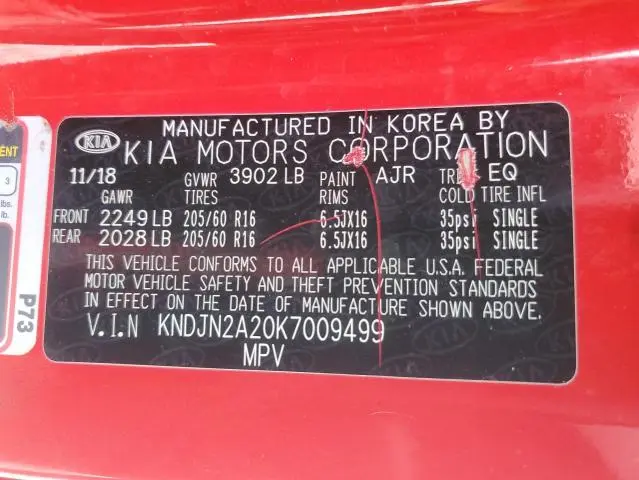 MANUFACTURED IN KOREA BY
KIA KIA MOTORS CORPORATION
11/18 GVWR 3902 LB PAINT AJR EQ
GAWR TIRES RIMS COLD TIRE INFL
FRONT 2249 LB 205/60 R16 6.5JX16 35psi SINGLE
REAR 2028 LB 205/60 R16 6.5JX16 35psi SINGLE
THIS VEHICLE CONFORMS TO ALL APPLICABLE U.S.A. FEDERAL
MOTOR VEHICLE SAFETY AND THEFT PREVENTION STANDARDS
IN EFFECT ON THE DATE OF MANUFACTURE SHOWN ABOVE.
V.I.N KNDJN2A20K7009499
MPV
3
lbs.
lb.
P73